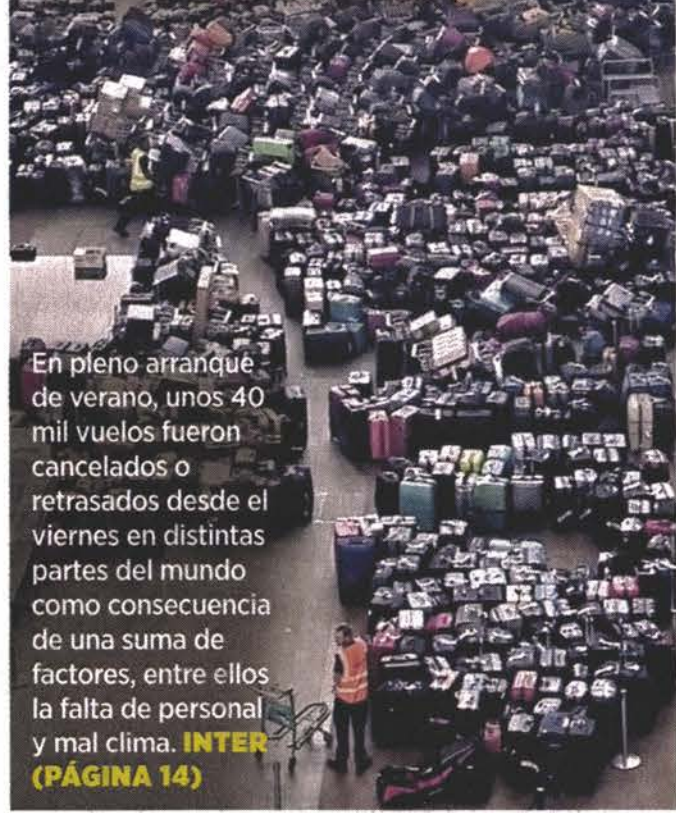 En pleno arranque
de verano, unos 40
mil vuelos fueron
cancelados o
retrasados desde el
viernes en distintas
partes del mundo
como consecuencia
de una suma de
factores, entre ellos
la falta de personal
y mal clima. INTER
(PÁGINA 14)